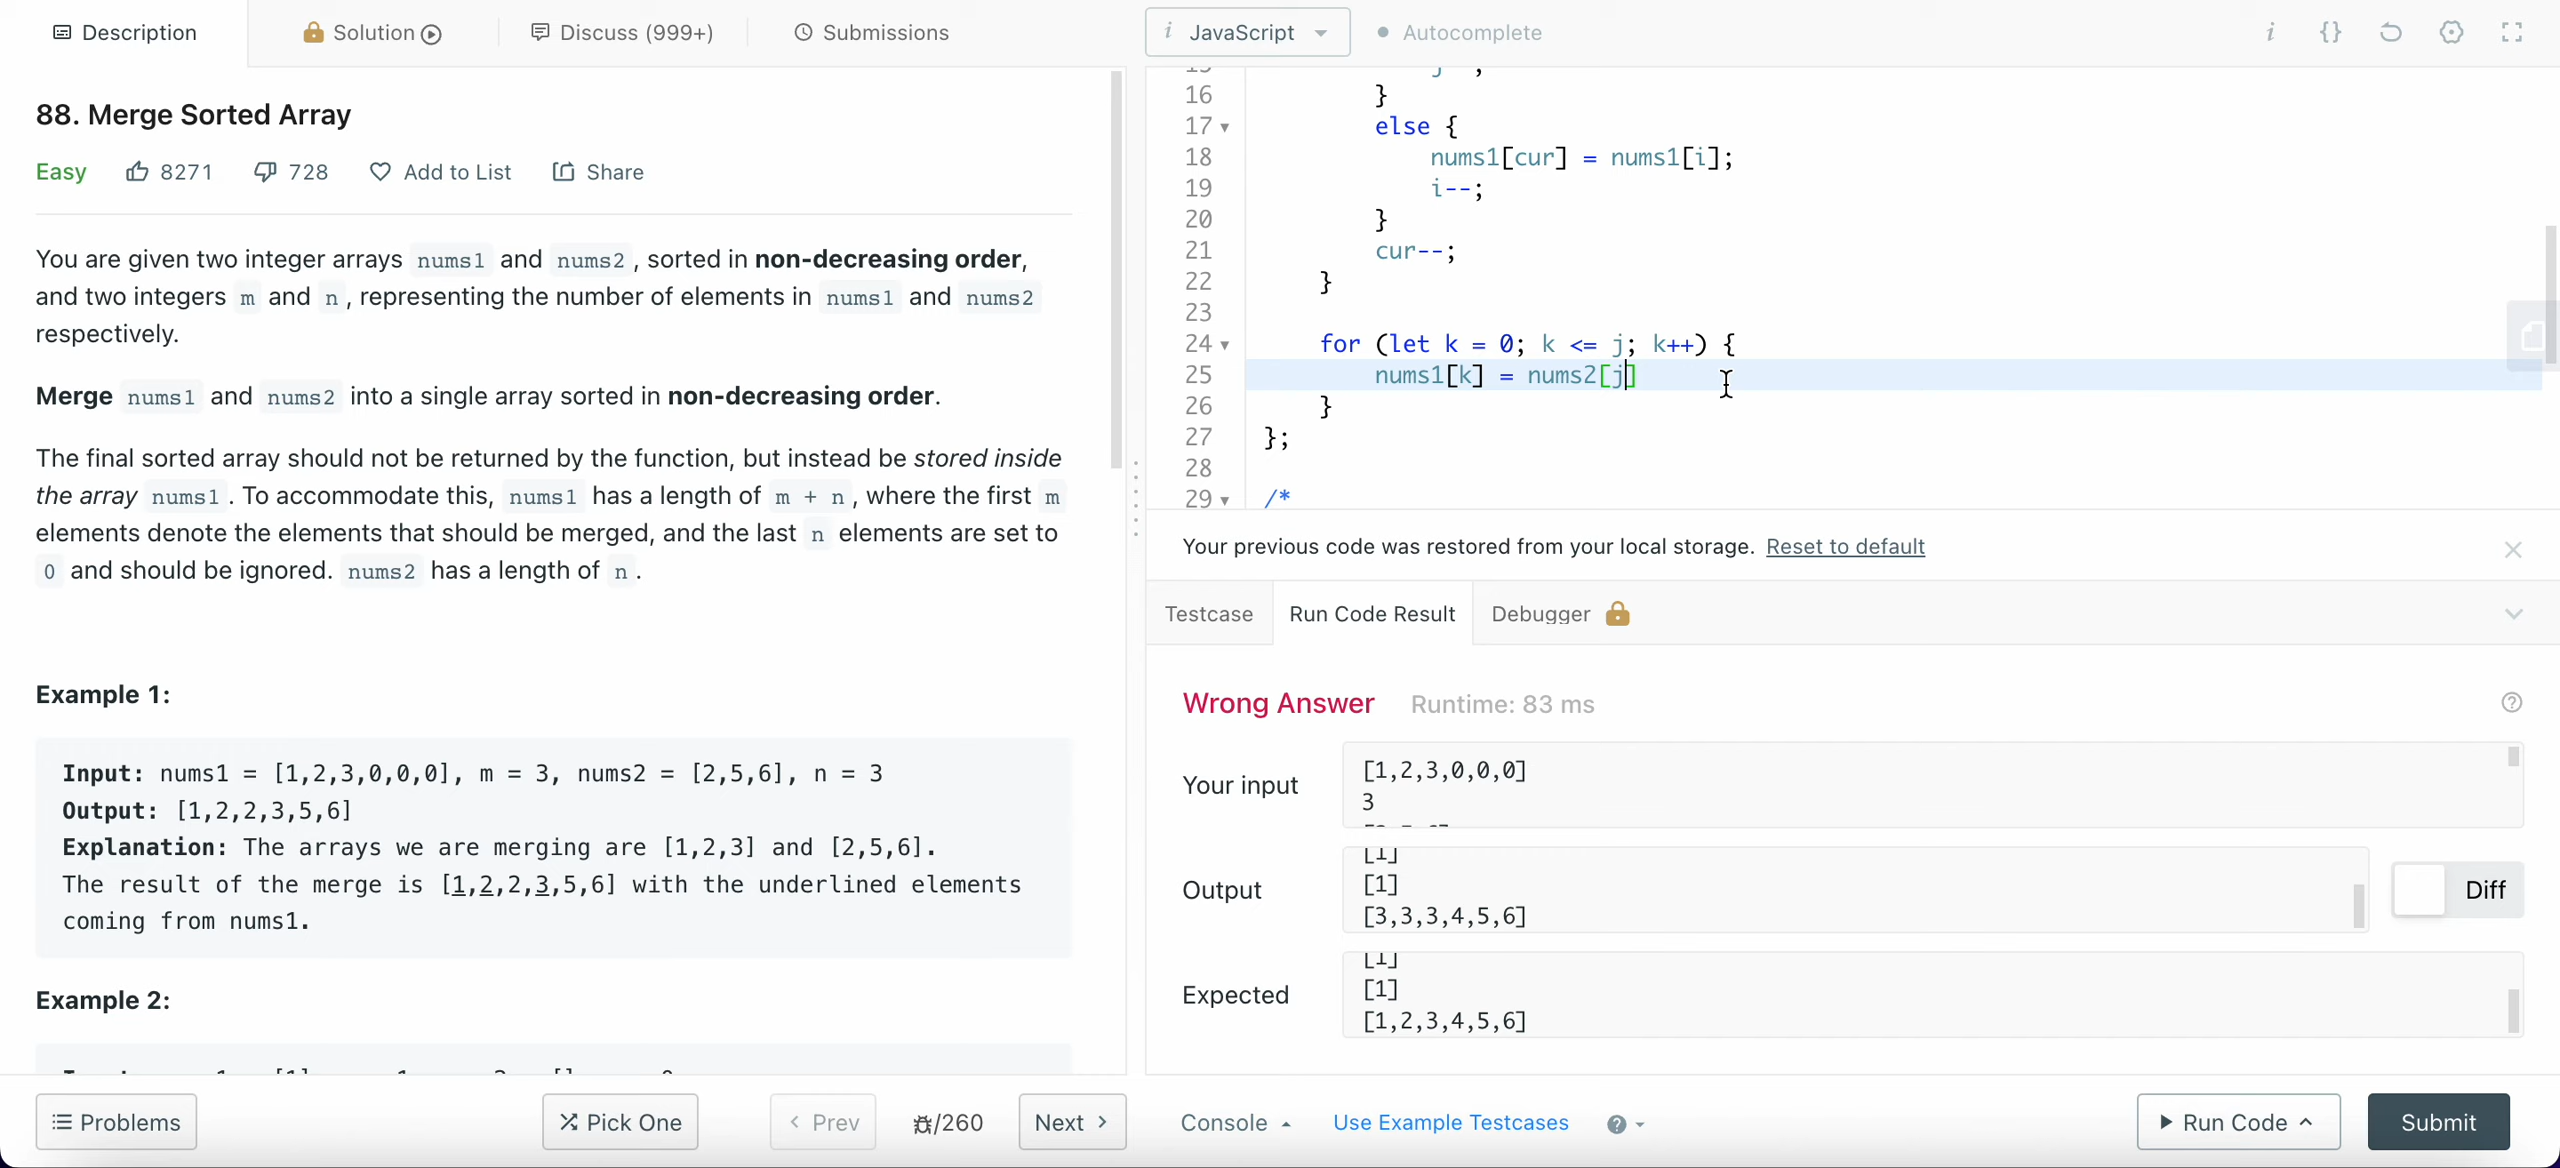 Description
Solution
Discuss (999+)
Submissions
i JavaScript
Autocomplete
i {}
88. Merge Sorted Array
Easy 8271 728 Add to List Share
You are given two integer arrays nums1 and nums2, sorted in non-decreasing order,
and two integers m and n, representing the number of elements in nums1 and nums2
respectively.
Merge nums1 and nums2 into a single array sorted in non-decreasing order.
The final sorted array should not be returned by the function, but instead be stored inside
the array nums1. To accommodate this, nums1 has a length of m + n, where the first m
elements denote the elements that should be merged, and the last n elements are set to
0 and should be ignored. nums2 has a length of n.
Example 1:
Input: nums1 = [1,2,3,0,0,0], m = 3, nums2 = [2,5,6], n = 3
Output: [1,2,2,3,5,6]
Explanation: The arrays we are merging are [1,2,3] and [2,5,6].
The result of the merge is [1,2,2,3,5,6] with the underlined elements
coming from nums1.
Example 2:
Problems
Pick One
< Prev
/260
Next >
16 }
17 else {
18 nums1[cur] = nums1[i];
19 i--;
20 }
21 cur--;
22 }
23
24 for (let k = 0; k <= j; k++) {
25 nums1[k] = nums2[j]
26 }
27 };
28
29 /*
Your previous code was restored from your local storage. Reset to default
Testcase
Run Code Result
Debugger
Wrong Answer Runtime: 83 ms
Your input
[1,2,3,0,0,0]
3
Output
[1]
[1]
[3,3,3,4,5,6]
Diff
Expected
[1]
[1]
[1,2,3,4,5,6]
Console
Use Example Testcases
?
Run Code
Submit